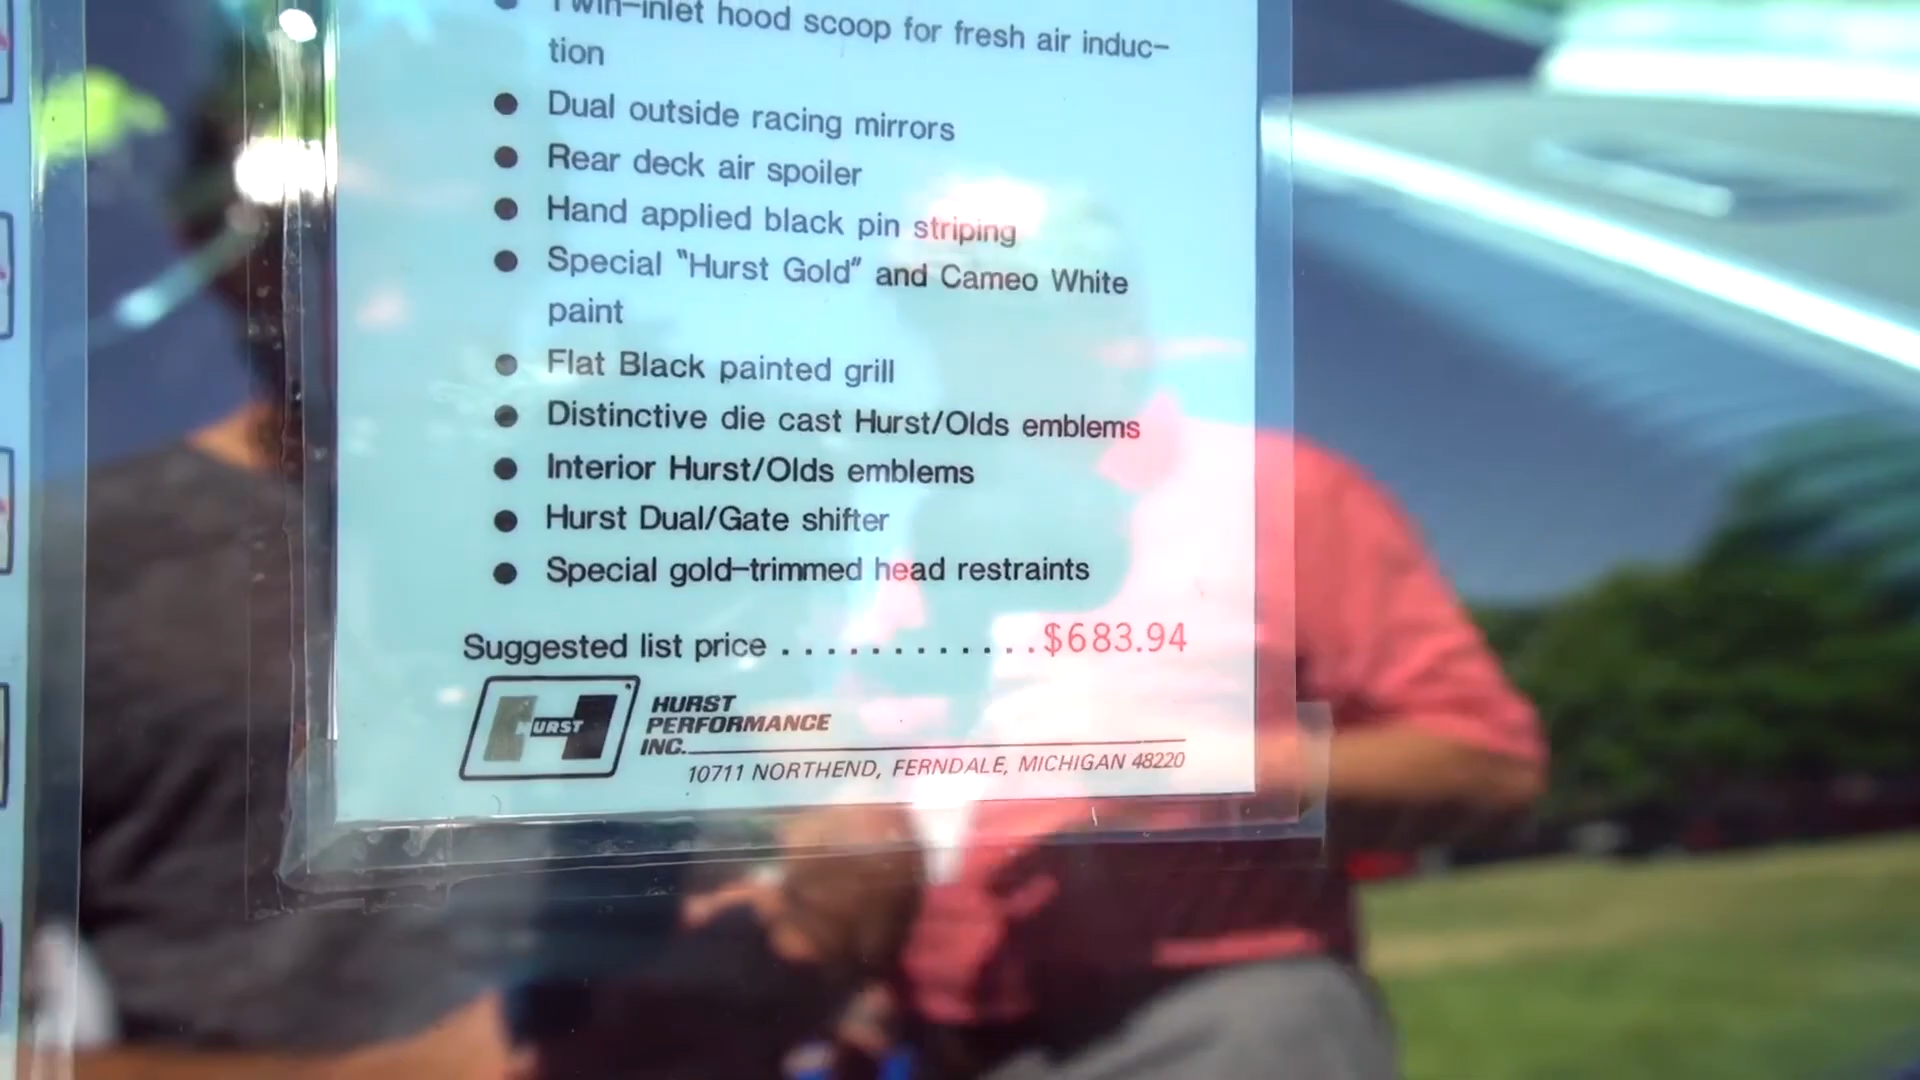 Twin-inlet hood scoop for fresh air induc-
tion
● Dual outside racing mirrors
● Rear deck air spoiler
● Hand applied black pin striping
● Special "Hurst Gold" and Cameo White
paint
● Flat Black painted grill
● Distinctive die cast Hurst/Olds emblems
● Interior Hurst/Olds emblems
● Hurst Dual/Gate shifter
● Special gold-trimmed head restraints
Suggested list price . . . . . . . . . . . . $683.94
HURST
HURST
PERFORMANCE
INC.
10711 NORTHEND, FERNDALE, MICHIGAN 48220